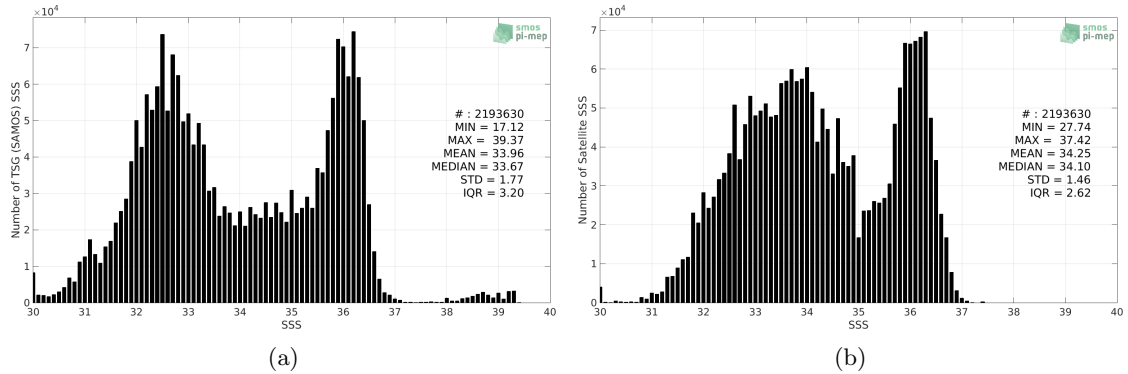 ×10⁴
7
6
5
4
3
2
1
0
Number of TSG (SAMOS) SSS
30 31 32 33 34 35 36 37 38 39 40
SSS
smos
pi-mep
# : 2193630
MIN = 17.12
MAX = 39.37
MEAN = 33.96
MEDIAN = 33.67
STD = 1.77
IQR = 3.20
(a)
×10⁴
7
6
5
4
3
2
1
0
Number of Satellite SSS
30 31 32 33 34 35 36 37 38 39 40
SSS
smos
pi-mep
# : 2193630
MIN = 27.74
MAX = 37.42
MEAN = 34.25
MEDIAN = 34.10
STD = 1.46
IQR = 2.62
(b)